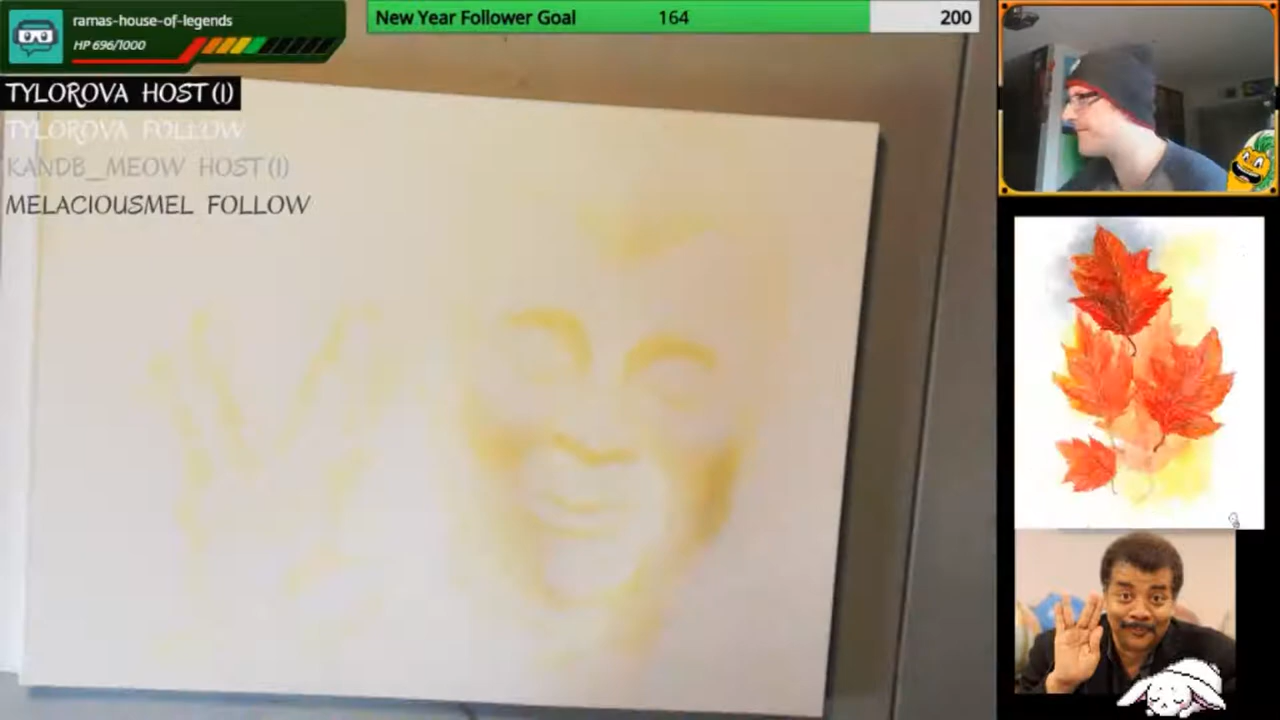 ramas-house-of-legends
HP 696/1000
New Year Follower Goal 164 200
TYLOROVA HOST(1)
TYLOROVA FOLLOW
KANDB_MEOW HOST(1)
MELACIOUSMEL FOLLOW